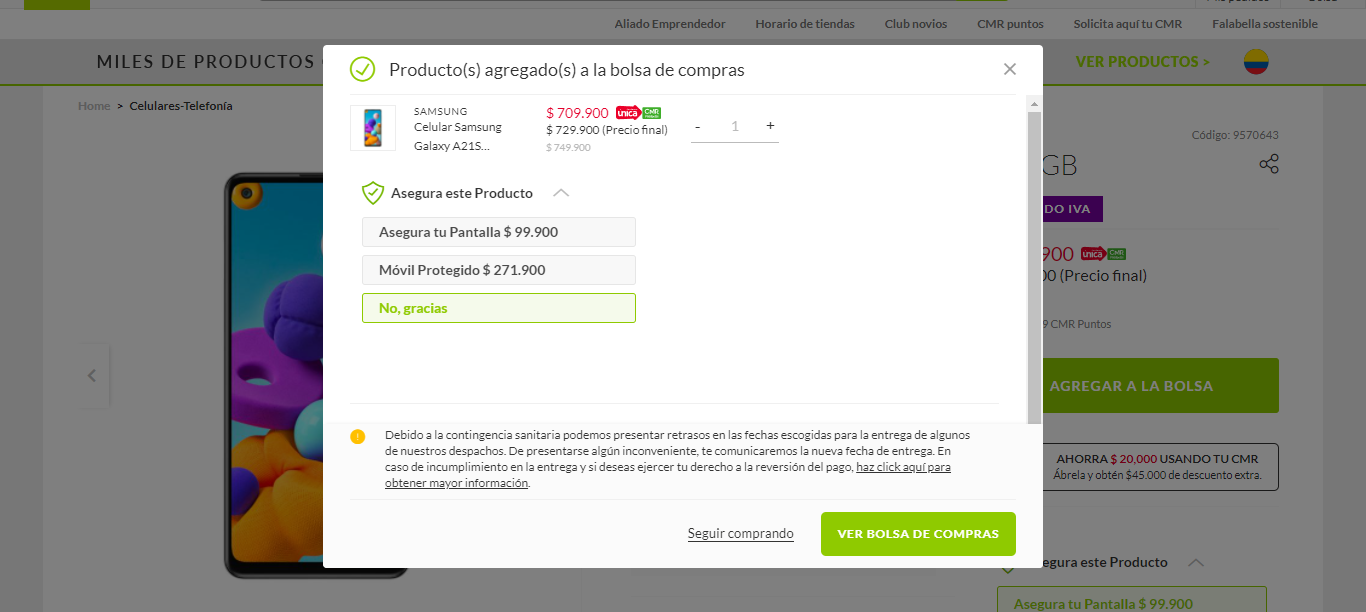 Aliado Emprendedor Horario de tiendas Club novios CMR puntos Solicita aquí tu CMR Falabella sostenible
MILES DE PRODUCTOS
VER PRODUCTOS >
Home > Celulares-Telefonía
Producto(s) agregado(s) a la bolsa de compras
SAMSUNG
Celular Samsung
Galaxy A21S...
$ 709.900 unica CMR
$ 729.900 (Precio final)
$ 749.900
- 1 +
Asegura este Producto
Asegura tu Pantalla $ 99.900
Móvil Protegido $ 271.900
No, gracias
Debido a la contingencia sanitaria podemos presentar retrasos en las fechas escogidas para la entrega de algunos
de nuestros despachos. De presentarse algún inconveniente, te comunicaremos la nueva fecha de entrega. En
caso de incumplimiento en la entrega y si deseas ejercer tu derecho a la reversión del pago, haz click aquí para
obtener mayor información.
Seguir comprando
VER BOLSA DE COMPRAS
Código: 9570643
GB
DO IVA
900 unica CMR
00 (Precio final)
9 CMR Puntos
AGREGAR A LA BOLSA
AHORRA $ 20,000 USANDO TU CMR
Ábrela y obtén $45.000 de descuento extra.
egura este Producto
Asegura tu Pantalla $ 99.900